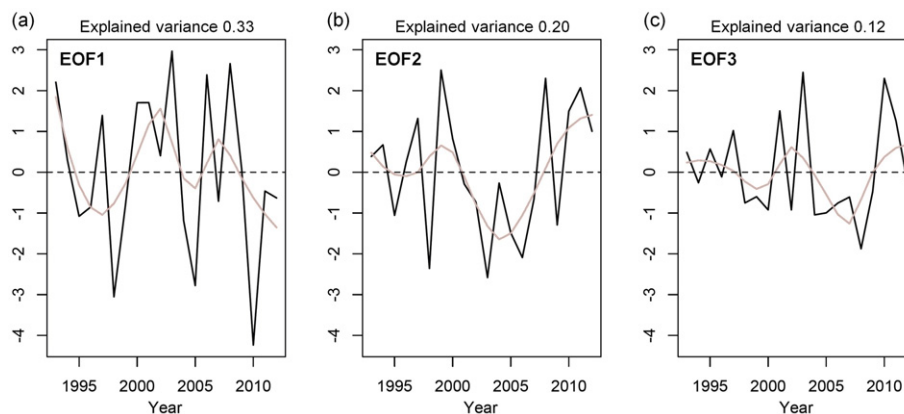 (a)
Explained variance 0.33
EOF1
3
2
1
0
-1
-2
-3
-4
1995 2000 2005 2010
Year
(b)
Explained variance 0.20
EOF2
3
2
1
0
-1
-2
-3
-4
1995 2000 2005 2010
Year
(c)
Explained variance 0.12
EOF3
3
2
1
0
-1
-2
-3
-4
1995 2000 2005 2010
Year